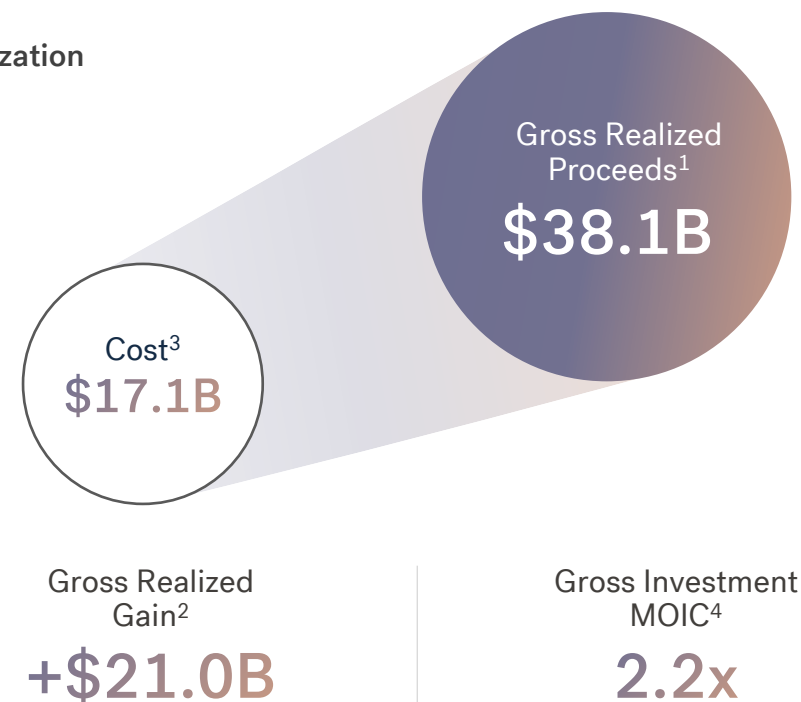 zation
Gross Realized
Proceeds¹
$38.1B
Cost³
$17.1B
Gross Realized
Gain²
+$21.0B
Gross Investment
MOIC⁴
2.2x